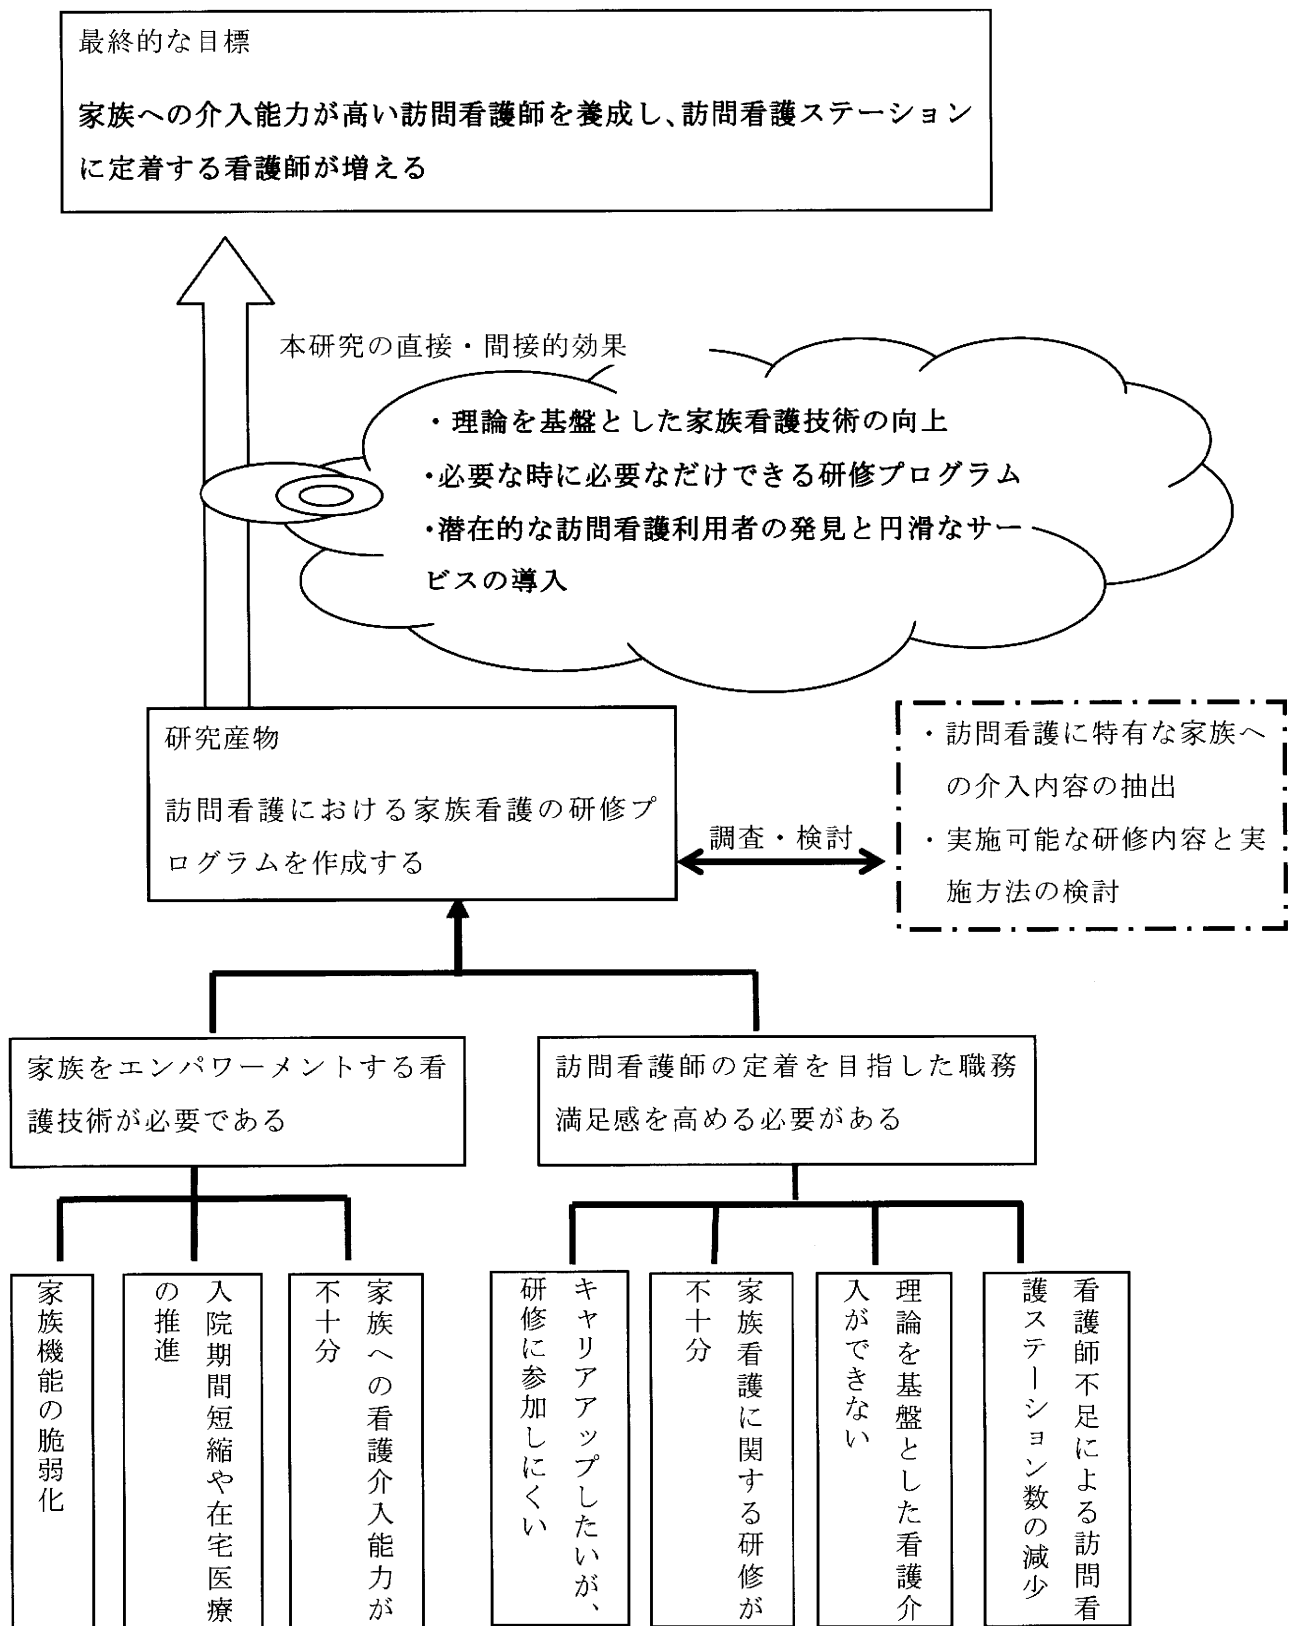 最終的な目標
家族への介入能力が高い訪問看護師を養成し、訪問看護ステーション
に定着する看護師が増える
本研究の直接・間接的効果
・理論を基盤とした家族看護技術の向上
・必要な時に必要なだけできる研修プログラム
・潜在的な訪問看護利用者の発見と円滑なサー
ビスの導入
研究産物
訪問看護における家族看護の研修プ
ログラムを作成する
調査・検討
・訪問看護に特有な家族へ
の介入内容の抽出
・実施可能な研修内容と実
施方法の検討
家族をエンパワーメントする看
護技術が必要である
訪問看護師の定着を目指した職務
満足感を高める必要がある
家族機能の脆弱化
入院期間短縮や在宅医療
の推進
家族への看護介入能力が
不十分
キャリアアップしたいが、
研修に参加しにくい
家族看護に関する研修が
不十分
理論を基盤とした看護介
入ができない
看護師不足による訪問看
護ステーション数の減少